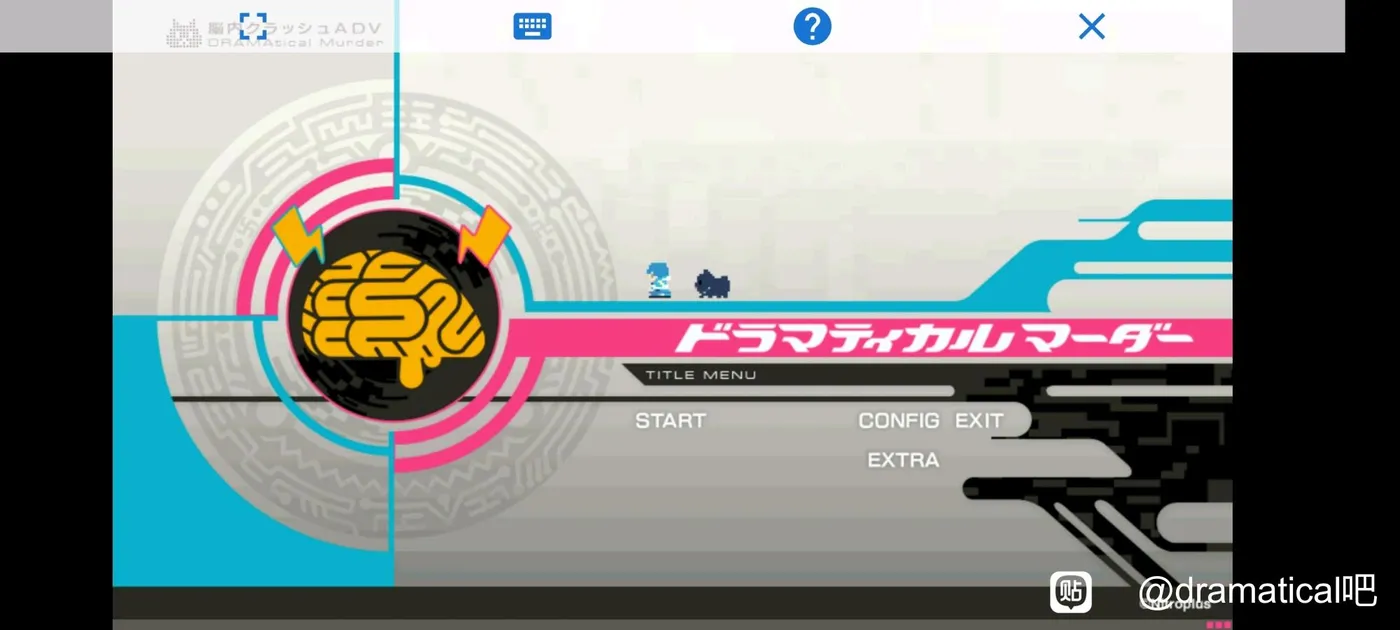 脳内クラッシュADV
DRAMAtical Murder
?
ドラマティカル マーダー
TITLE MENU
START
CONFIG
EXIT
EXTRA
贴
@dramatical吧
©Nitroplus